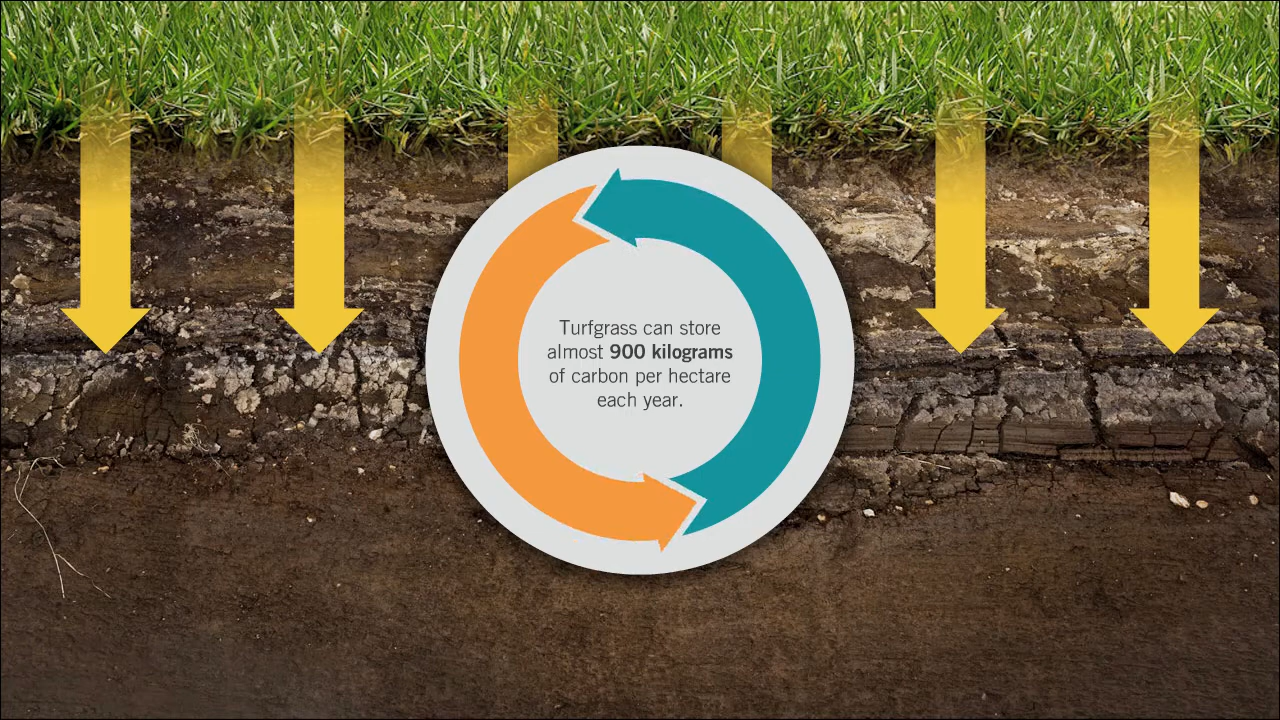 Turfgrass can store
almost 900 kilograms
of carbon per hectare
each year.